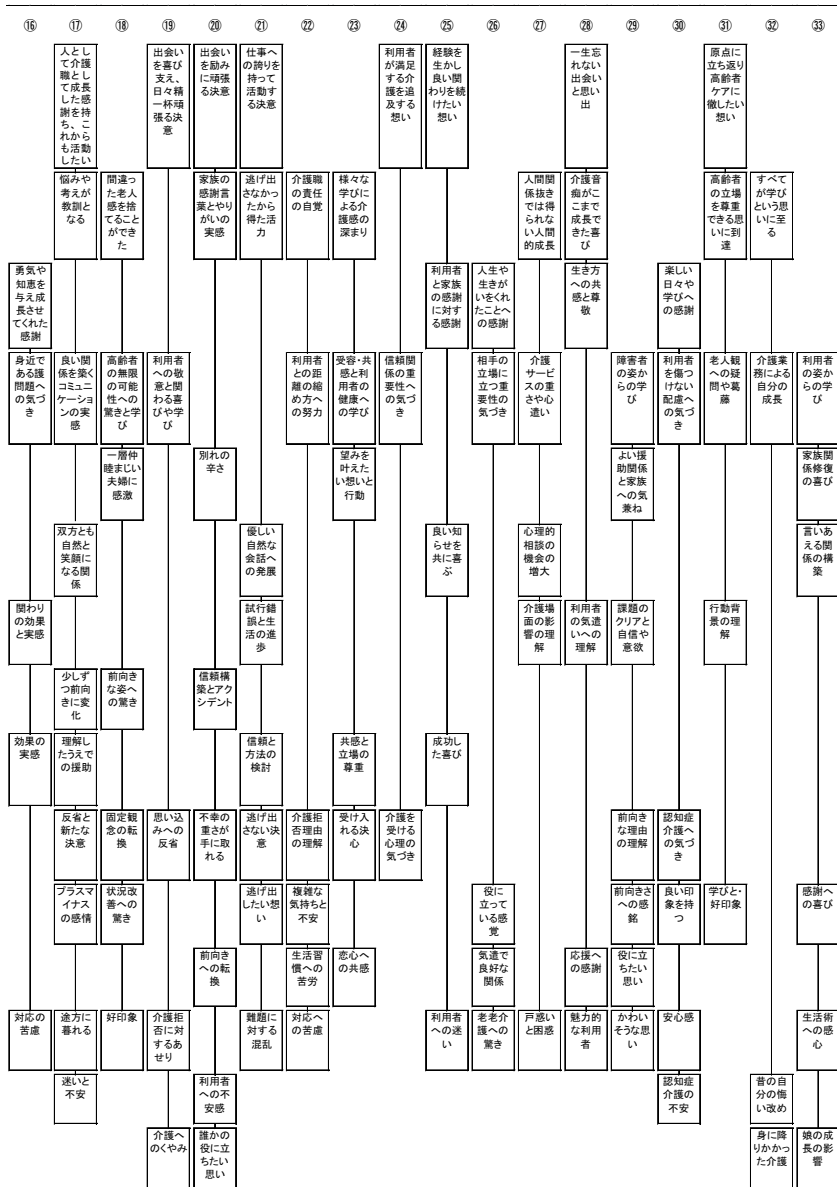 ⑯ ⑰ ⑱ ⑲ ⑳ ㉑ ㉒ ㉓ ㉔ ㉕ ㉖ ㉗ ㉘ ㉙ ㉚ ㉛ ㉜ ㉝
人とし
て介護
職とし
て成長
した感
謝を持
ち、これ
からも
活動し
たい
出会い
を喜び
支え、
日々精
一杯頑
張る決
意
出会い
を励み
に頑張
る決意
仕事へ
の誇りを
持って
活動す
る決意
利用者
が満足
する介
護を追
及する
想い
経験を
生かし
良い関
わりを続
けたい想
い
一生忘
れない
出会い
と思い
出
原点に
立ち返り
高齢者
ケアに
徹したい
想い
悩みや
考えが
教訓と
なる
間違っ
た老人
感を捨
てること
ができ
た
家族の
感謝言
葉とやり
がいの
実感
逃げ出
さなかっ
たから得
た活力
介護職
の責任
の自覚
様々な
学びに
よる介
護感の
深まり
人間関
係抜き
では得
られな
い人間
的成長
介護音
痴がここ
まで成長
できた喜
び
高齢者
の立場
を尊重
できる思
いに到
達
すべて
が学び
という思
いに至
る
勇気や
知恵を
与え成
長させ
てくれた
感謝
利用者
と家族
の感謝
に対す
る感謝
人生や
生きが
いをくれ
たことへ
の感謝
生き方
への共
感と尊
敬
楽しい
日々や
学びへ
の感謝
身近で
ある護
問題へ
の気づ
き
良い関
係を築く
コミュニ
ケーショ
ンの実
感
高齢者
の無限
の可能
性への
驚きと学
び
利用者
への敬
意と関
わる喜
びや学
び
利用者
との距
離の縮
め方へ
の努力
受容・共
感と利
用者の
健康へ
の学び
信頼関
係の重
要性へ
の気づ
き
相手の
立場に
立つ重
要性の
気づき
介護
サービス
の重さ
や心
遣い
障害者
の姿か
らの学
び
利用者
を傷つ
けない
配慮へ
の気づ
き
老人観
への疑
問や葛
藤
介護業
務による
自分の
成長
利用者
の姿か
らの学
び
一層仲
睦まじい
夫婦に
感激
別れの
辛さ
望みを
叶えた
い想いと
行動
よい援
助関係
と家族
への気
兼ね
家族関
係修復
の喜び
双方とも
自然と
笑顔に
なる関
係
優しい
自然な
会話へ
の発展
良い知
らせを
共に喜
ぶ
心理的
相談の
機会の
増大
言いあ
える関係
の構築
関わり
の効果
と実感
試行錯
誤と生
活の進
歩
介護場
面の影
響の理
解
利用者
の気遣
いへの
理解
課題の
クリアと
自信や
意欲
行動背
景の理
解
少しず
つ前向
きに変
化
前向き
な姿へ
の驚き
信頼構
築とアク
シデント
効果の
実感
理解し
たうえで
の援助
信頼と
方法の
検討
共感と
立場の
尊重
成功し
た喜び
反省と
新たな
決意
固定観
念の転
換
思い込
みへの
反省
不幸の
重さが
手に取
れる
逃げ出
さない決
意
介護拒
否理由
の理解
受け入
れる決
心
介護を
受ける
心理の
気づき
前向き
な理由
の理解
認知症
介護へ
の気づ
き
プラスマ
イナス
の感情
状況改
善への
驚き
逃げ出
したい想
い
複雑な
気持ちと
不安
役に
立って
いる感
覚
前向きさ
への感
銘
良い印
象を持
つ
学びと・
好印象
感謝へ
の喜び
前向き
への転
換
生活習
慣への
苦労
恋心へ
の共感
気遣で
良好な
関係
応援へ
の感謝
役に立
ちたい
思い
対応の
苦慮
途方に
暮れる
好印象
介護拒
否に対
するあ
せり
難題に
対する
混乱
対応へ
の苦慮
利用者
への迷
い
老老介
護への
驚き
戸惑い
と困惑
魅力的
な利用
者
かわい
そうな思
い
安心感
生活術
への感
心
迷いと
不安
利用者
への不
安感
認知症
介護の
不安
昔の自
分の悔
い改め
介護へ
のくやみ
誰かの
役に立
ちたい
思い
身に降
りかかっ
た介護
娘の成
長の影
響